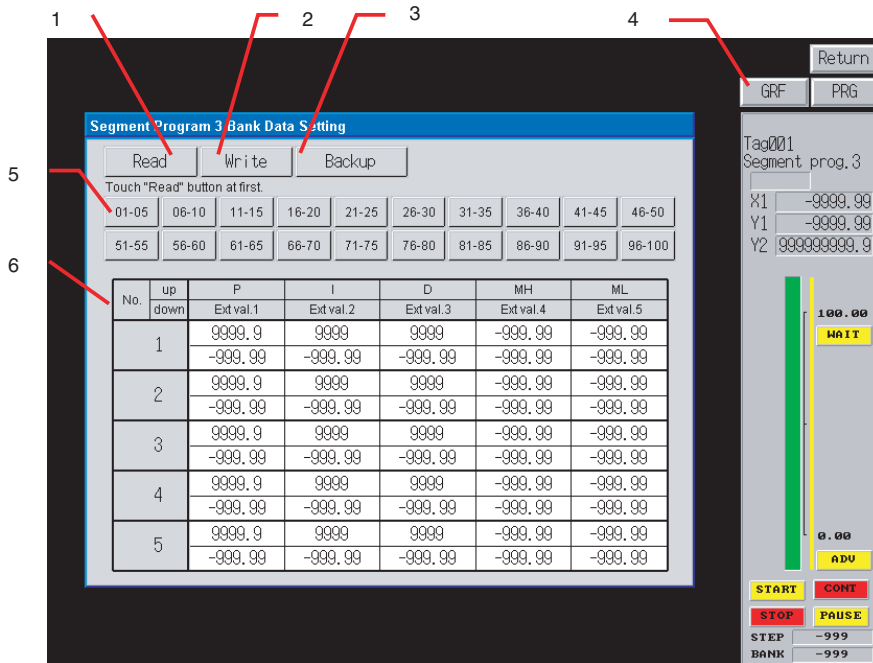 1 2 3 4
Return
GRF PRG
Segment Program 3 Bank Data Setting
Read Write Backup
Touch "Read" button at first.
5
01-05 06-10 11-15 16-20 21-25 26-30 31-35 36-40 41-45 46-50
51-55 56-60 61-65 66-70 71-75 76-80 81-85 86-90 91-95 96-100
6
No. up P I D MH ML
down Ext val.1 Ext val.2 Ext val.3 Ext val.4 Ext val.5
1 9999.9 9999 9999 -999.99 -999.99
-999.99 -999.99 -999.99 -999.99 -999.99
2 9999.9 9999 9999 -999.99 -999.99
-999.99 -999.99 -999.99 -999.99 -999.99
3 9999.9 9999 9999 -999.99 -999.99
-999.99 -999.99 -999.99 -999.99 -999.99
4 9999.9 9999 9999 -999.99 -999.99
-999.99 -999.99 -999.99 -999.99 -999.99
5 9999.9 9999 9999 -999.99 -999.99
-999.99 -999.99 -999.99 -999.99 -999.99
Tag001
Segment prog.3
X1 -9999.99
Y1 -9999.99
Y2 999999999.9
100.00
WAIT
0.00
ADV
START CONT
STOP PAUSE
STEP -999
BANK -999